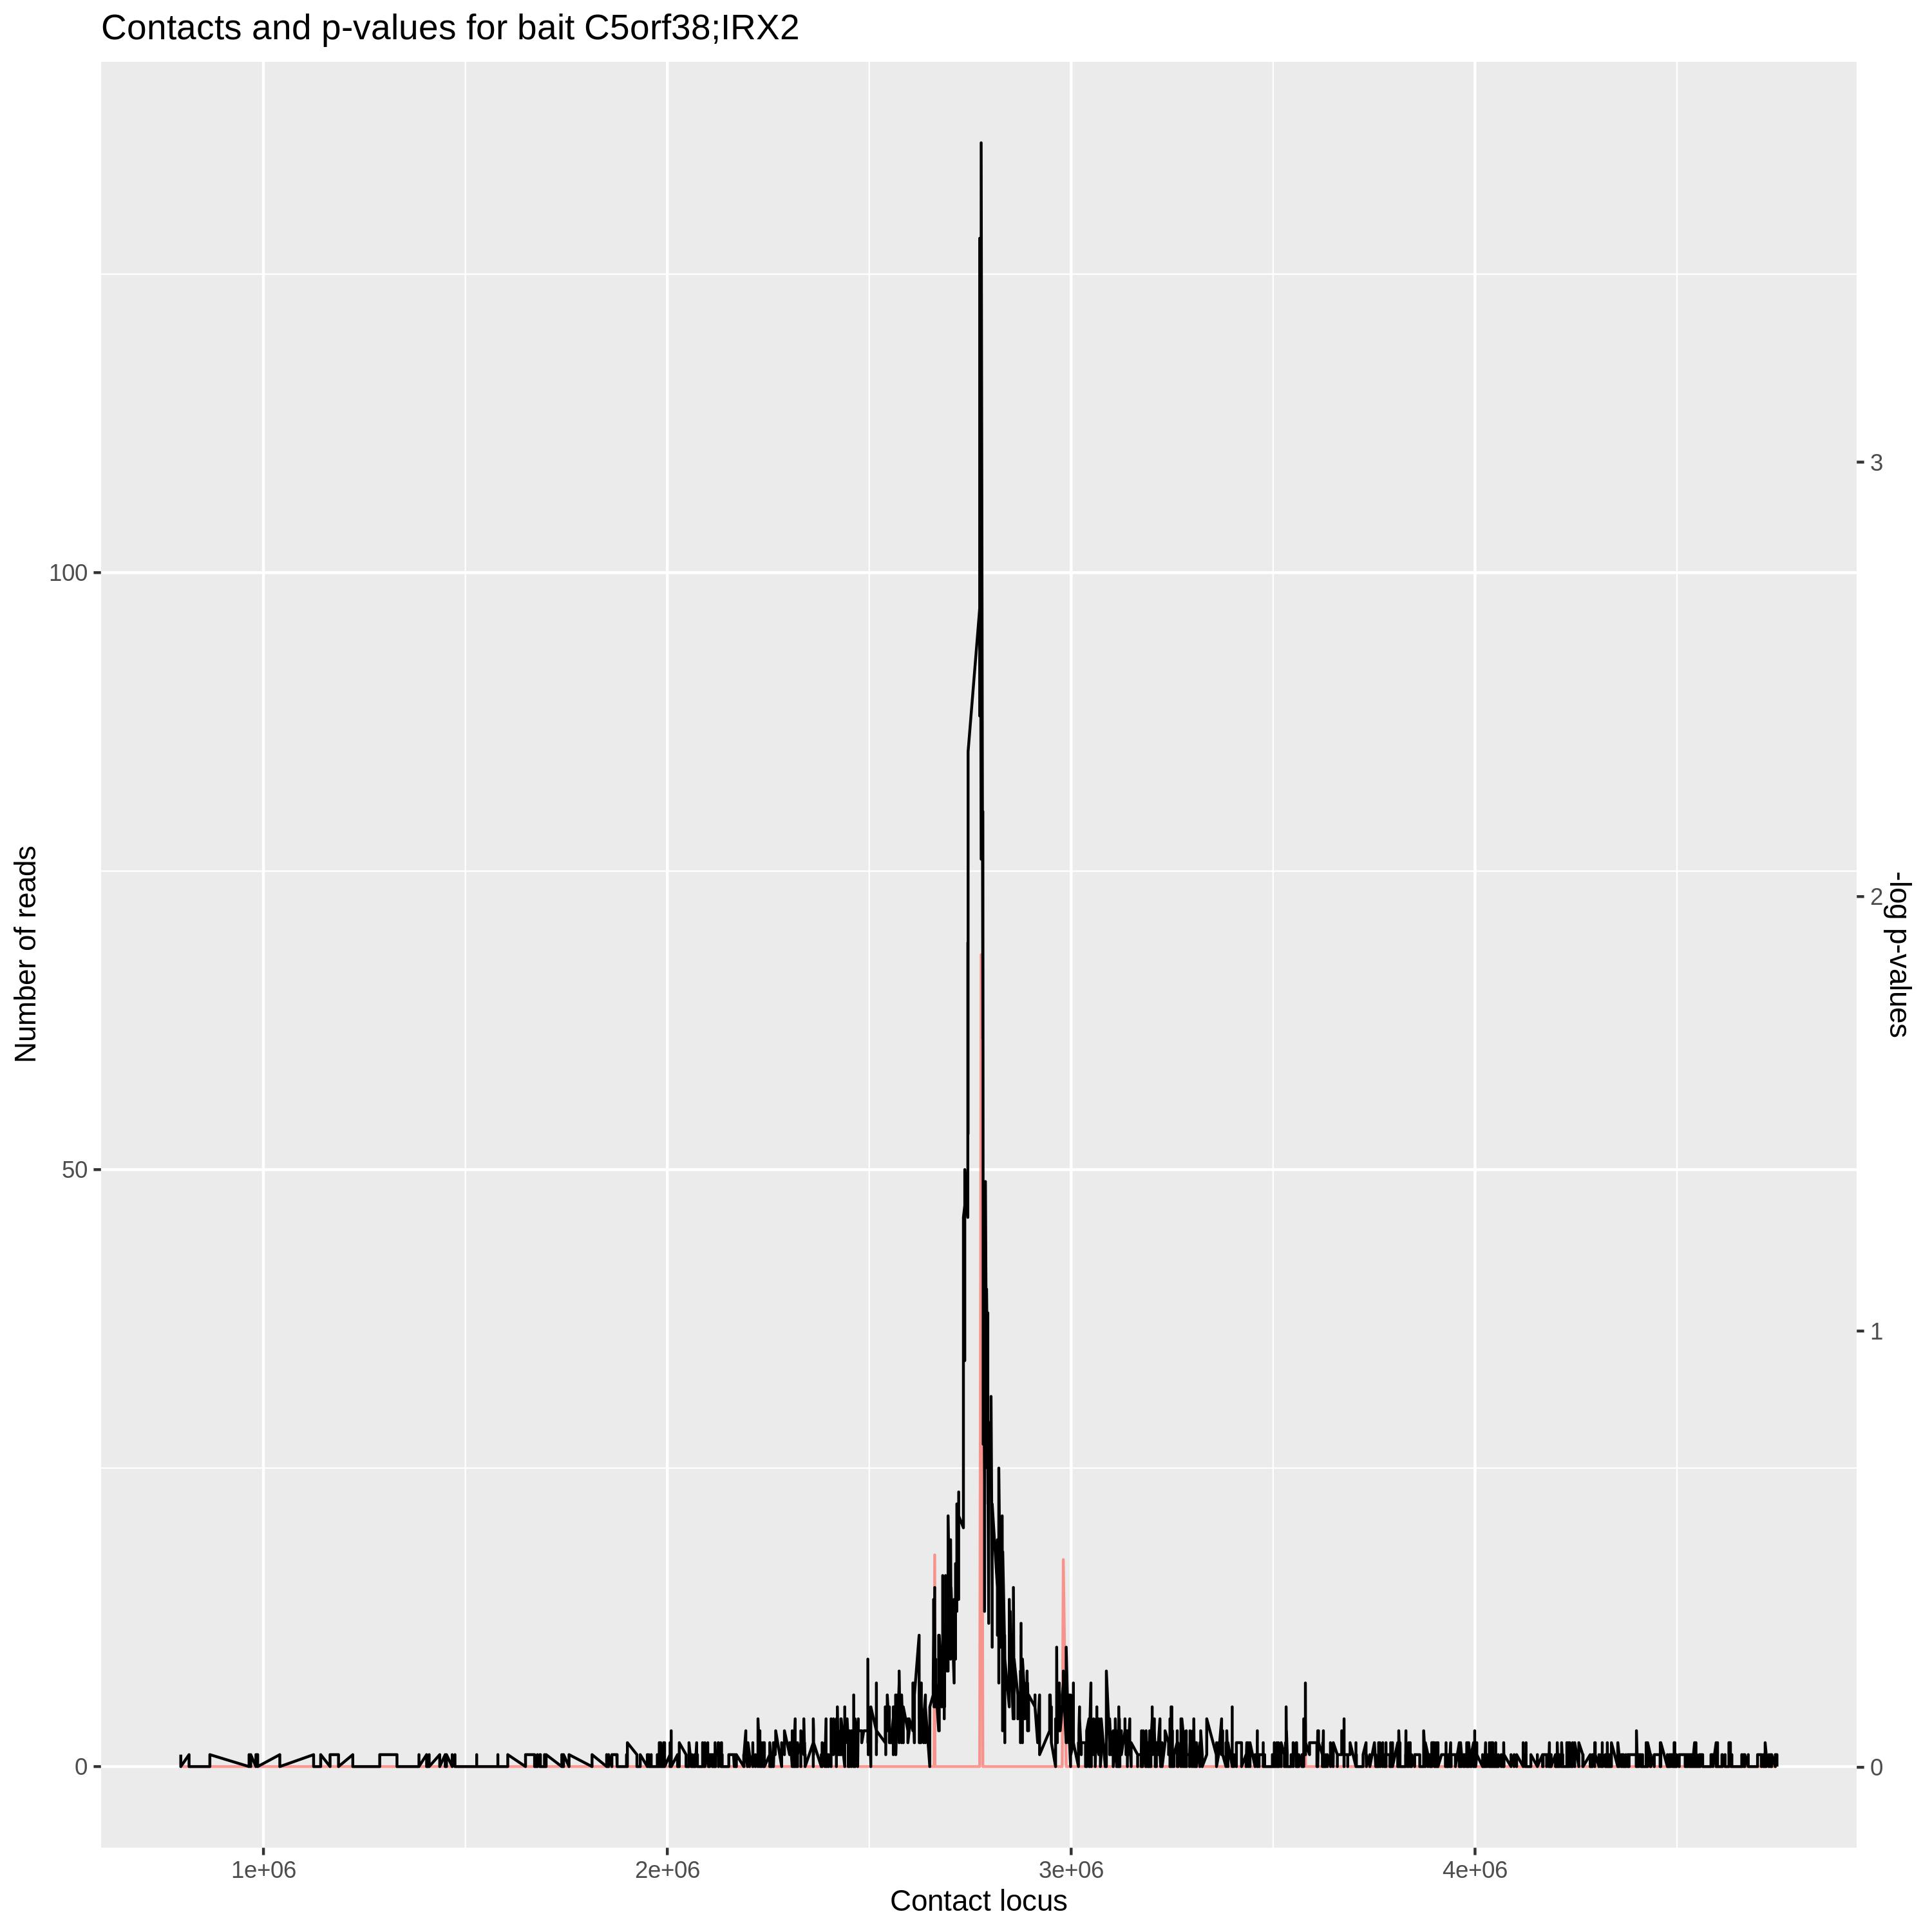 Contacts and p-values for bait C5orf38;IRX2
Number of reads
100
50
0
3
2
1
0
-log p-values
1e+06
2e+06
3e+06
4e+06
Contact locus